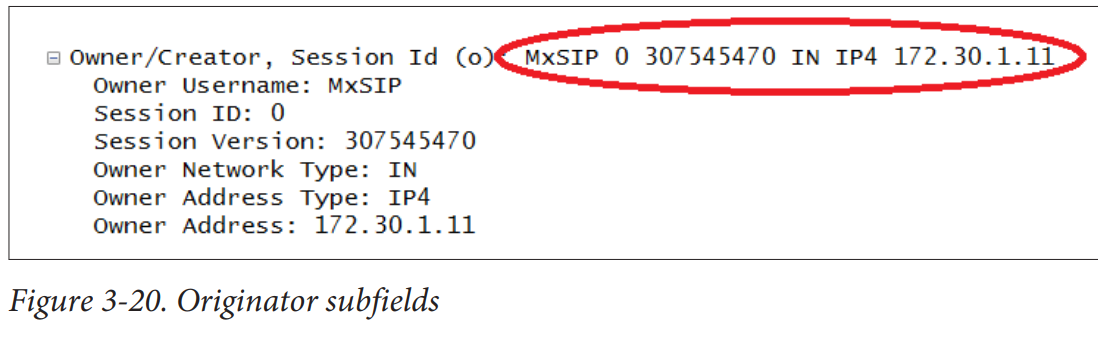 ⊟ Owner/Creator, Session Id (o): MxSIP 0 307545470 IN IP4 172.30.1.11
Owner Username: MxSIP
Session ID: 0
Session Version: 307545470
Owner Network Type: IN
Owner Address Type: IP4
Owner Address: 172.30.1.11
Figure 3-20. Originator subfields